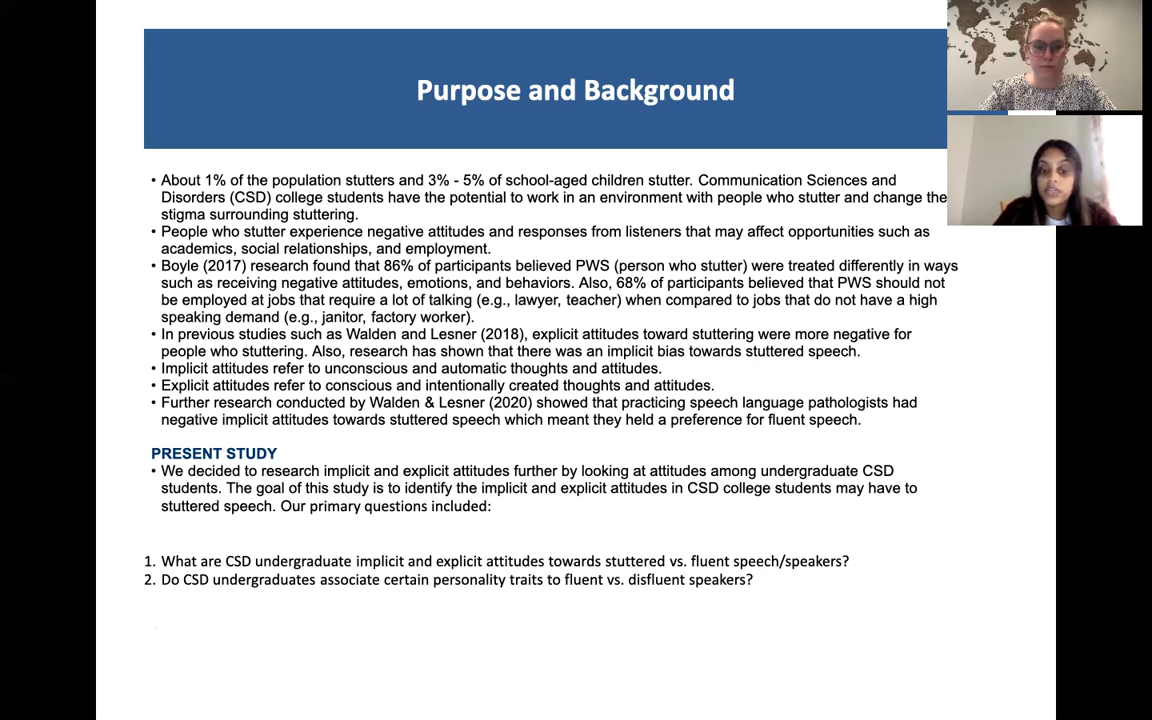 Purpose and Background
• About 1% of the population stutters and 3% - 5% of school-aged children stutter. Communication Sciences and
Disorders (CSD) college students have the potential to work in an environment with people who stutter and change the
stigma surrounding stuttering.
• People who stutter experience negative attitudes and responses from listeners that may affect opportunities such as
academics, social relationships, and employment.
• Boyle (2017) research found that 86% of participants believed PWS (person who stutter) were treated differently in ways
such as receiving negative attitudes, emotions, and behaviors. Also, 68% of participants believed that PWS should not
be employed at jobs that require a lot of talking (e.g., lawyer, teacher) when compared to jobs that do not have a high
speaking demand (e.g., janitor, factory worker).
• In previous studies such as Walden and Lesner (2018), explicit attitudes toward stuttering were more negative for
people who stuttering. Also, research has shown that there was an implicit bias towards stuttered speech.
• Implicit attitudes refer to unconscious and automatic thoughts and attitudes.
• Explicit attitudes refer to conscious and intentionally created thoughts and attitudes.
• Further research conducted by Walden & Lesner (2020) showed that practicing speech language pathologists had
negative implicit attitudes towards stuttered speech which meant they held a preference for fluent speech.
PRESENT STUDY
• We decided to research implicit and explicit attitudes further by looking at attitudes among undergraduate CSD
students. The goal of this study is to identify the implicit and explicit attitudes in CSD college students may have to
stuttered speech. Our primary questions included:
1. What are CSD undergraduate implicit and explicit attitudes towards stuttered vs. fluent speech/speakers?
2. Do CSD undergraduates associate certain personality traits to fluent vs. disfluent speakers?